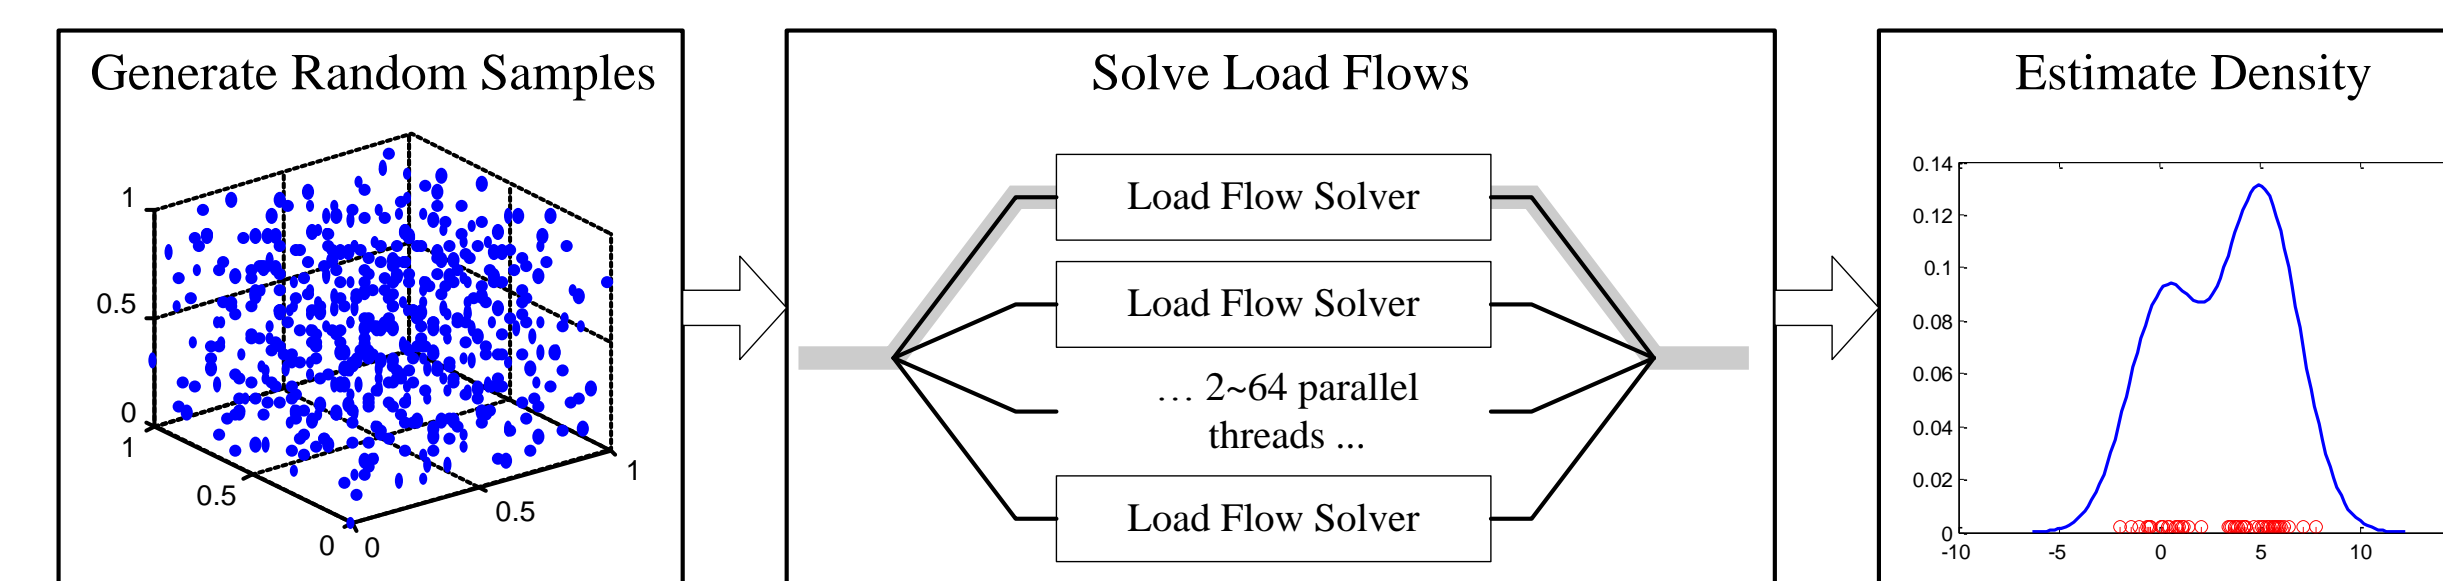 Generate Random Samples
1
0.5
0
1
0.5
0
0
0.5
1
Solve Load Flows
Load Flow Solver
Load Flow Solver
… 2~64 parallel
threads ...
Load Flow Solver
Estimate Density
0.14
0.12
0.1
0.08
0.06
0.04
0.02
0
-10
-5
0
5
10